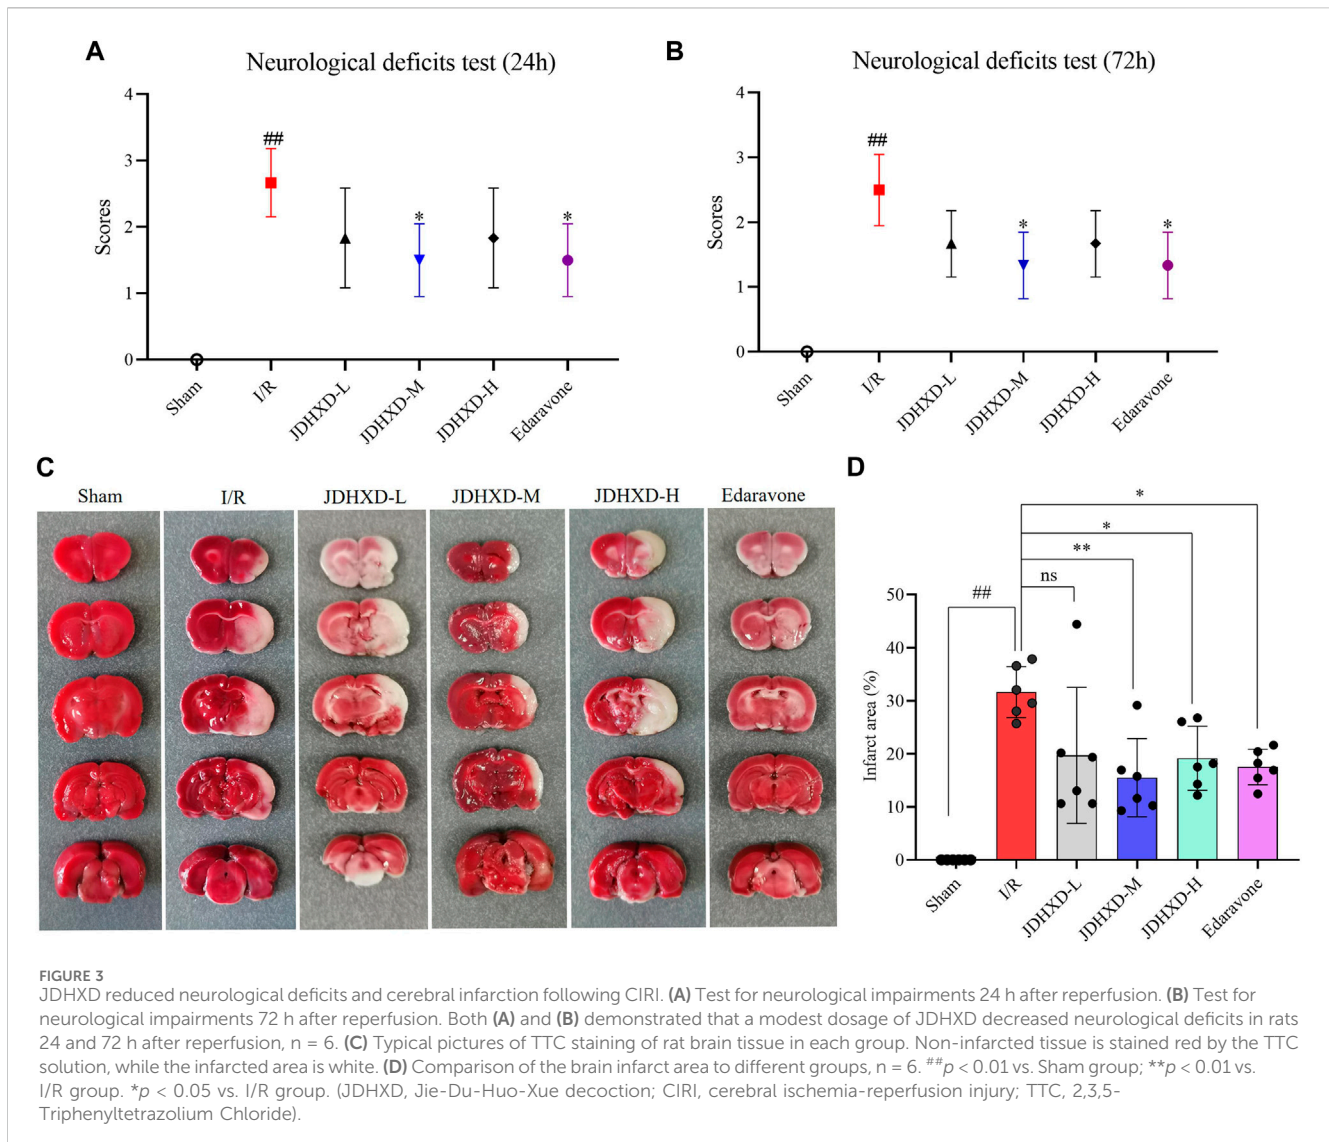 A
Neurological deficits test (24h)
4
3
2
1
0
Scores
##
*
*
Sham
I/R
JDHXD-L
JDHXD-M
JDHXD-H
Edaravone
B
Neurological deficits test (72h)
4
3
2
1
0
Scores
##
*
*
Sham
I/R
JDHXD-L
JDHXD-M
JDHXD-H
Edaravone
C
Sham
I/R
JDHXD-L
JDHXD-M
JDHXD-H
Edaravone
D
*
*
**
ns
##
50
40
30
20
10
0
Infarct area (%)
Sham
I/R
JDHXD-L
JDHXD-M
JDHXD-H
Edaravone
FIGURE 3
JDHXD reduced neurological deficits and cerebral infarction following CIRI. (A) Test for neurological impairments 24 h after reperfusion. (B) Test for
neurological impairments 72 h after reperfusion. Both (A) and (B) demonstrated that a modest dosage of JDHXD decreased neurological deficits in rats
24 and 72 h after reperfusion, n = 6. (C) Typical pictures of TTC staining of rat brain tissue in each group. Non-infarcted tissue is stained red by the TTC
solution, while the infarcted area is white. (D) Comparison of the brain infarct area to different groups, n = 6. ##p < 0.01 vs. Sham group; **p < 0.01 vs.
I/R group. *p < 0.05 vs. I/R group. (JDHXD, Jie-Du-Huo-Xue decoction; CIRI, cerebral ischemia-reperfusion injury; TTC, 2,3,5-
Triphenyltetrazolium Chloride).